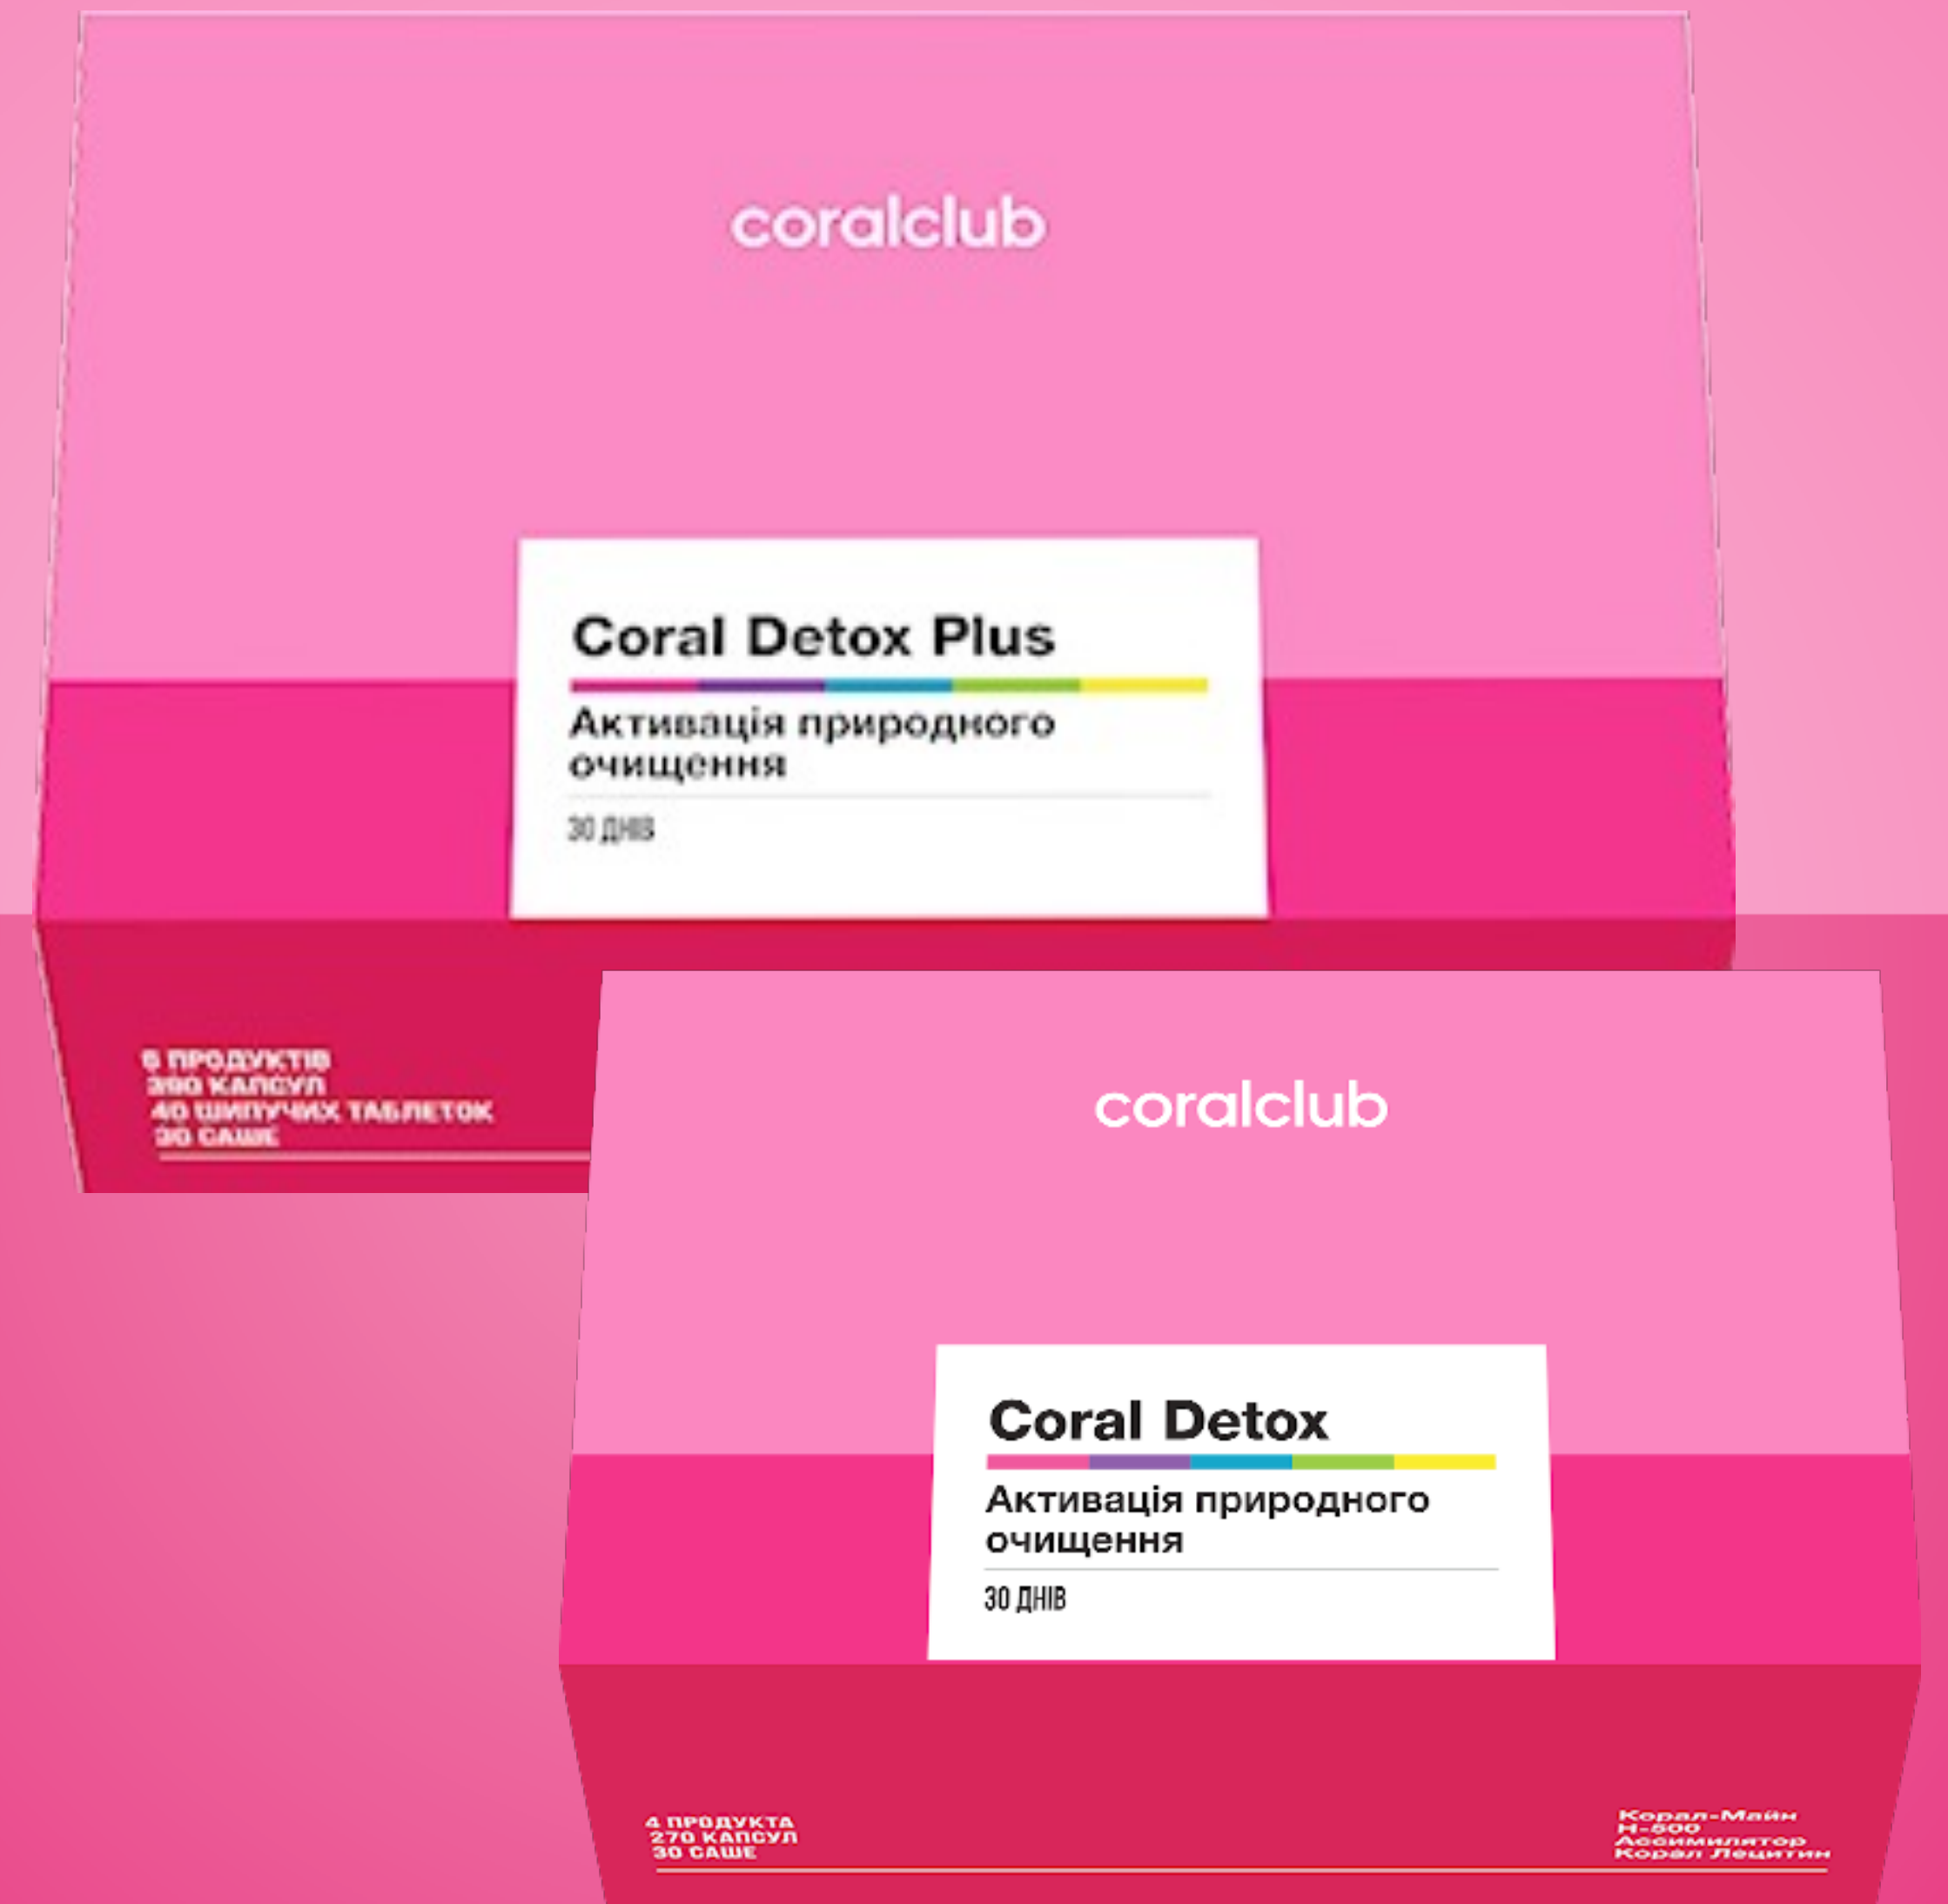 coralclub
Coral Detox Plus
Активація природного
очищення
30 ДНІВ
6 ПРОДУКТІВ
390 КАПСУЛ
40 ШИПУЧИХ ТАБЛЕТОК
30 САШЕ
coralclub
Coral Detox
Активація природного
очищення
30 ДНІВ
4 ПРОДУКТА
270 КАПСУЛ
30 САШЕ
Корал-Майн
H-500
Ассимилятор
Корал Лецитин